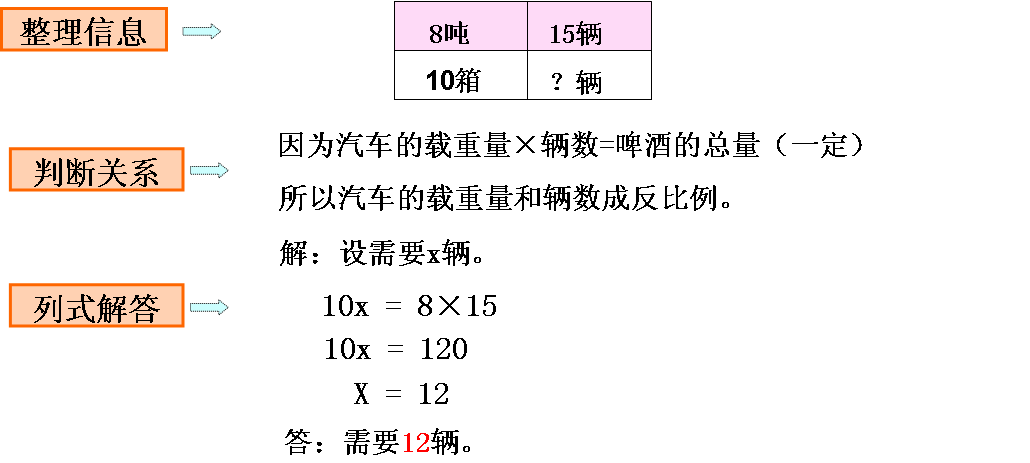 整理信息
8吨 15辆
10箱 ？辆
判断关系
因为汽车的载重量×辆数=啤酒的总量（一定）
所以汽车的载重量和辆数成反比例。
解：设需要x辆。
列式解答
10x = 8×15
10x = 120
X = 12
答：需要12辆。